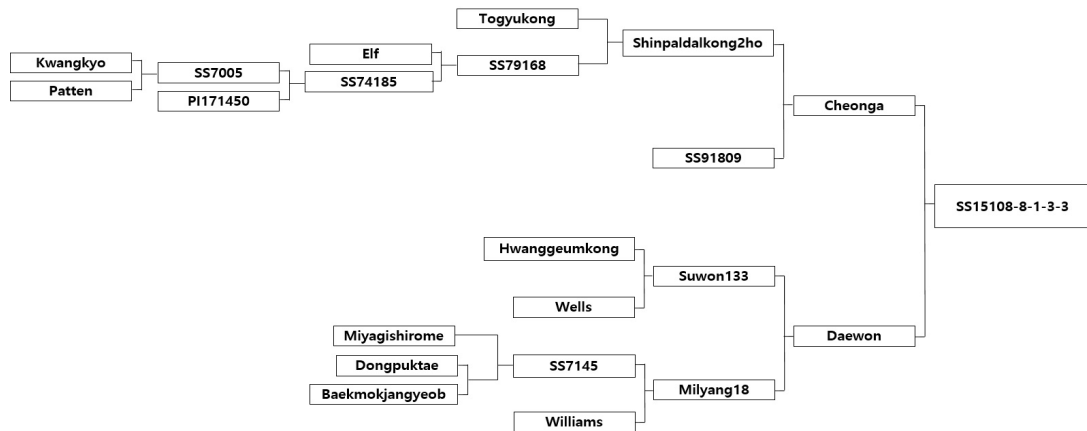 Togyukong
Shinpaldalkong2ho
Elf
Kwangkyo
SS7005
SS79168
SS74185
Patten
PI171450
Cheonga
SS91809
SS15108-8-1-3-3
Hwanggeumkong
Suwon133
Wells
Miyagishirome
Daewon
Dongpuktae
SS7145
Baekmokjangyeob
Milyang18
Williams